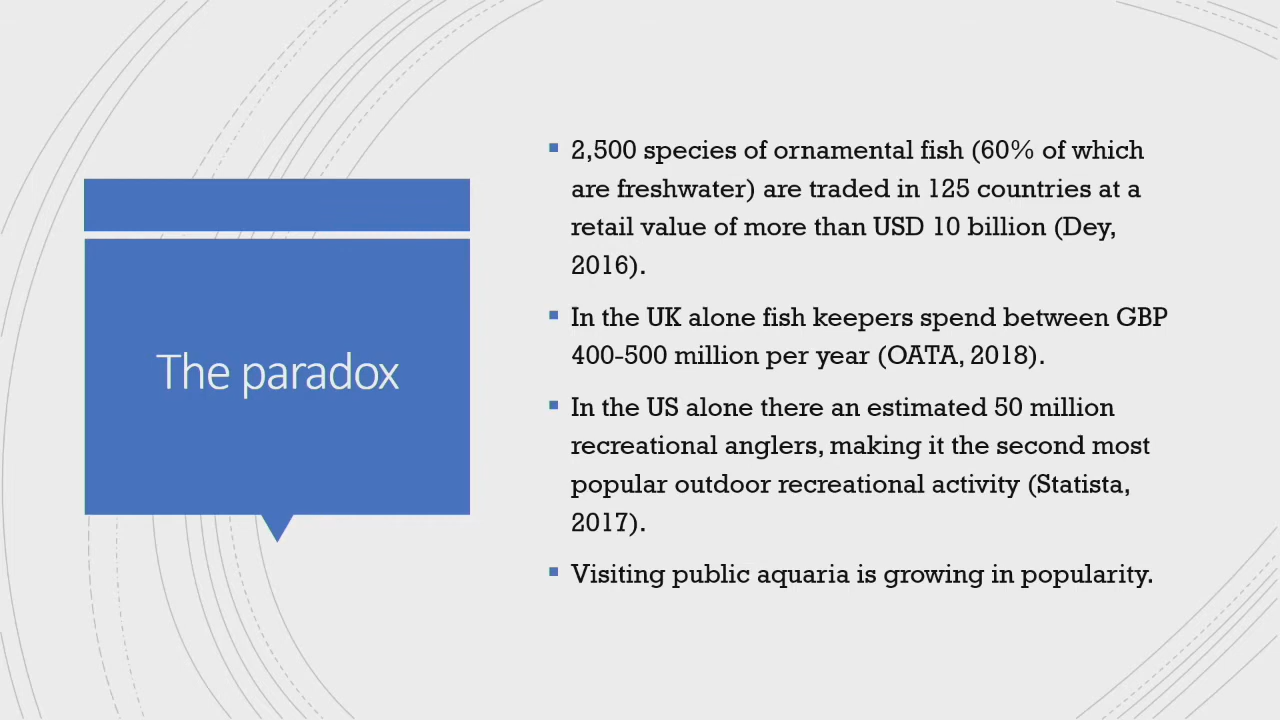 The paradox
2,500 species of ornamental fish (60% of which
are freshwater) are traded in 125 countries at a
retail value of more than USD 10 billion (Dey,
2016).
In the UK alone fish keepers spend between GBP
400-500 million per year (OATA, 2018).
In the US alone there an estimated 50 million
recreational anglers, making it the second most
popular outdoor recreational activity (Statista,
2017).
Visiting public aquaria is growing in popularity.